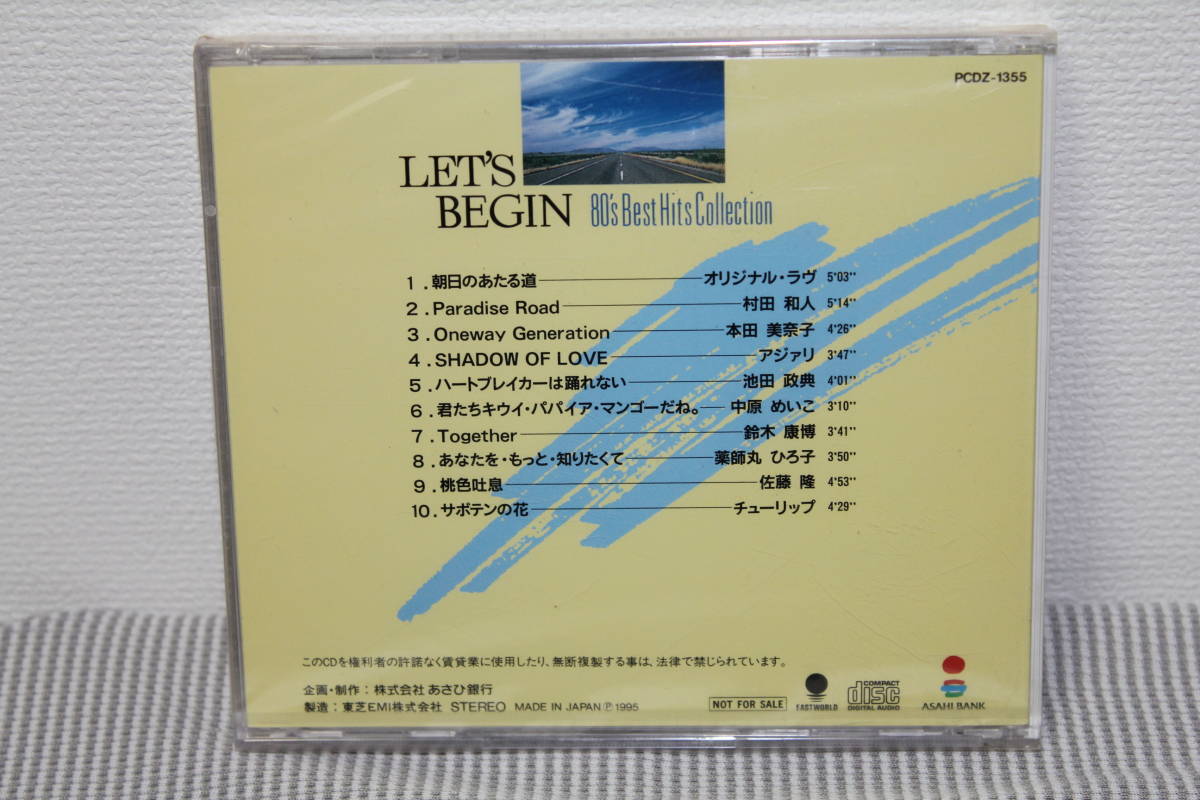 PCDZ-1355
LET'S
BEGIN 80's Best Hits Collection
1.朝日のあたる道 オリジナル・ラヴ 5'03''
2.Paradise Road 村田 和人 5'14''
3.Oneway Generation 本田 美奈子 4'26''
4.SHADOW OF LOVE アジァリ 3'47''
5.ハートブレイカーは踊れない 池田 政典 4'01''
6.君たちキウイ・パパイア・マンゴーだね。 中原 めいこ 3'10''
7.Together 鈴木 康博 3'41''
8.あなたを・もっと・知りたくて 薬師丸 ひろ子 3'50''
9.桃色吐息 佐藤 隆 4'53''
10.サボテンの花 チューリップ 4'29''
このCDを権利者の許諾なく賃貸業に使用したり、無断複製する事は、法律で禁じられています。
企画・制作：株式会社 あさひ銀行
製造：東芝EMI株式会社 STEREO MADE IN JAPAN Ⓟ1995
NOT FOR SALE
EASTWORLD
COMPACT
disc
DIGITAL AUDIO
ASAHI BANK